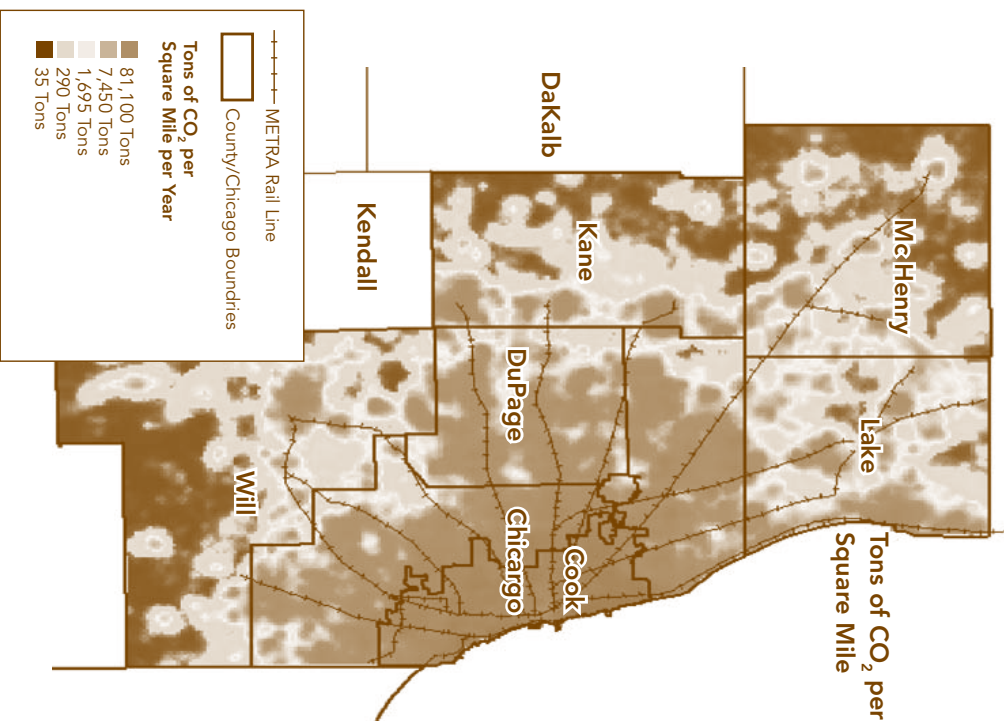 Tons of CO2 per
Square Mile
McHenry
Lake
DaKalb
Kane
DuPage
Cook
Chicargo
Kendall
Will
METRA Rail Line
County/Chicago Boundries
Tons of CO2 per
Square Mile per Year
81,100 Tons
7,450 Tons
1,695 Tons
290 Tons
35 Tons